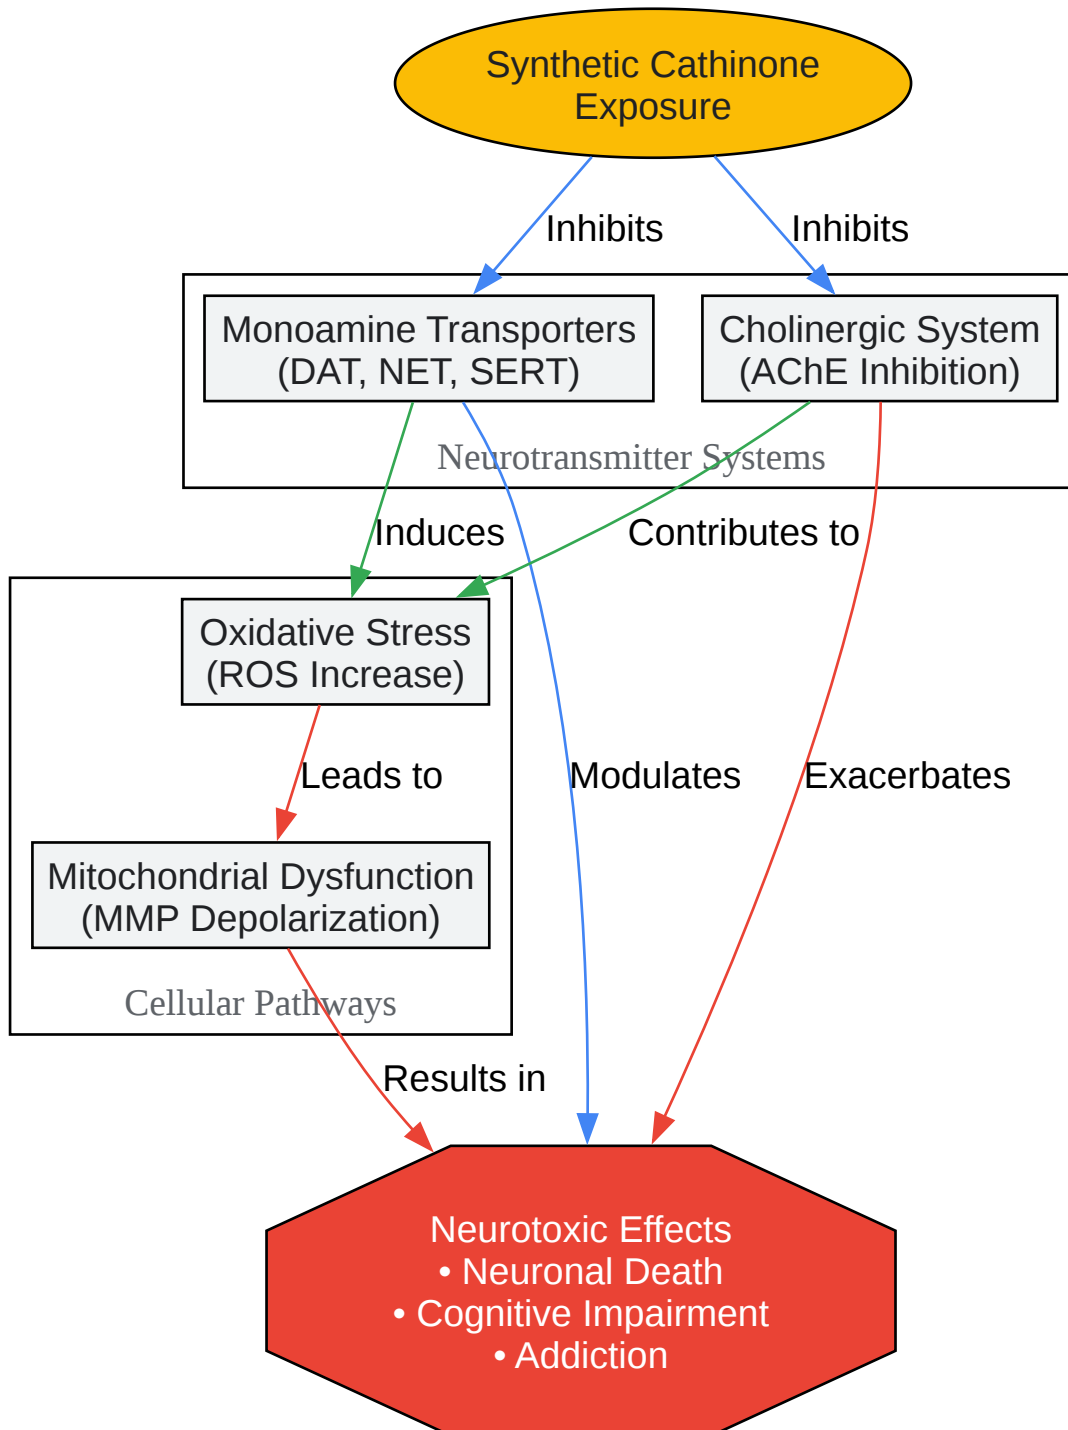 Synthetic Cathinone
Exposure
Inhibits
Inhibits
Monoamine Transporters
(DAT, NET, SERT)
Cholinergic System
(AChE Inhibition)
Neurotransmitter Systems
Induces
Contributes to
Oxidative Stress
(ROS Increase)
Leads to
Modulates
Exacerbates
Mitochondrial Dysfunction
(MMP Depolarization)
Cellular Pathways
Results in
Neurotoxic Effects
• Neuronal Death
• Cognitive Impairment
• Addiction